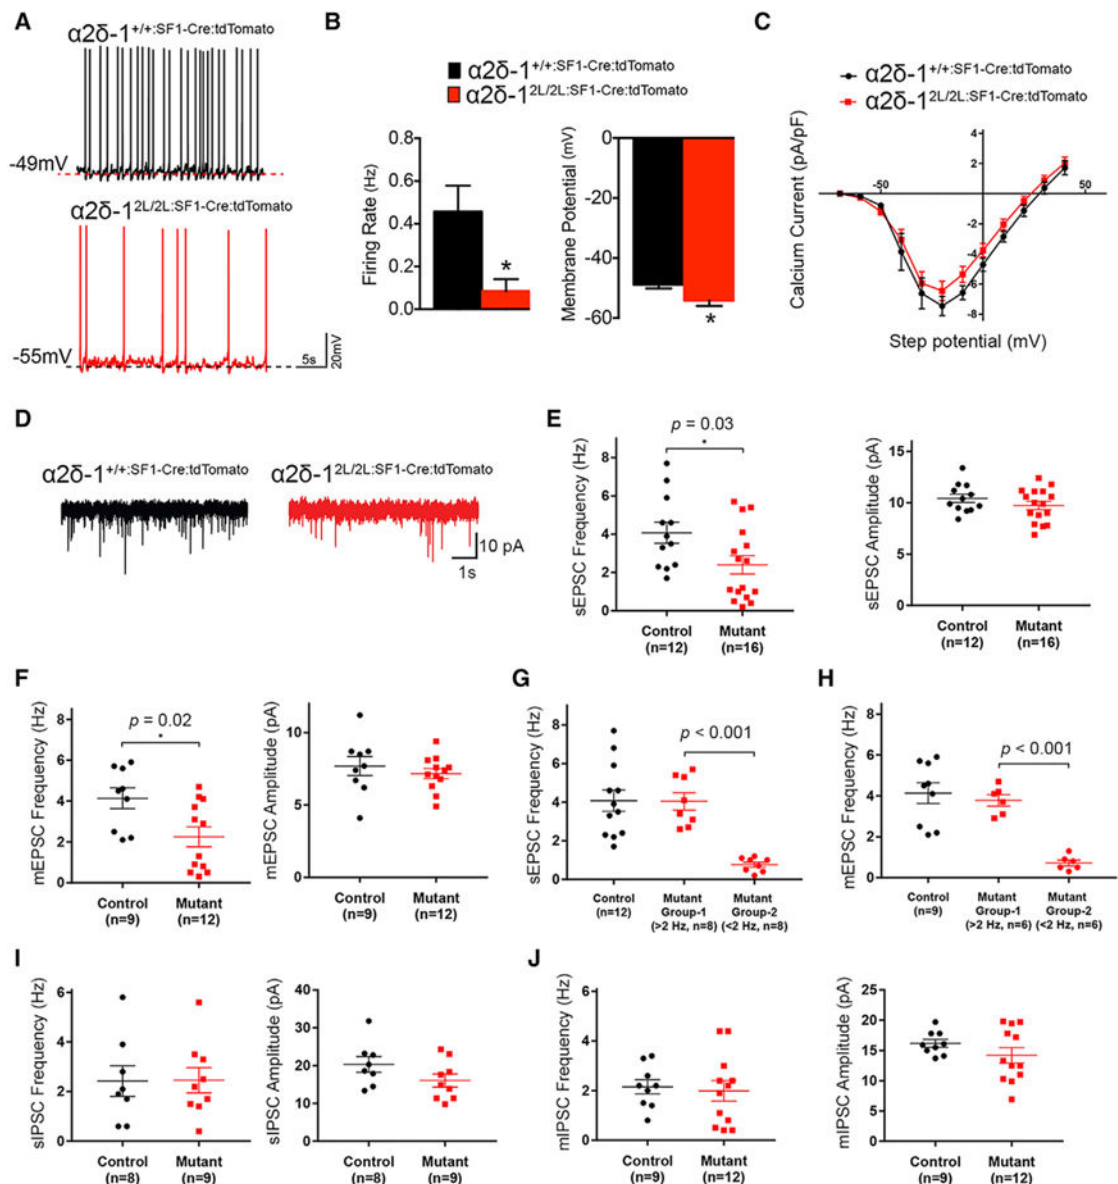 A
α2δ-1+/+:SF1-Cre:tdTomato
-49mV
α2δ-12L/2L:SF1-Cre:tdTomato
-55mV
5s
20mV
B
α2δ-1+/+:SF1-Cre:tdTomato
α2δ-12L/2L:SF1-Cre:tdTomato
Firing Rate (Hz)
0.8
0.6
0.4
0.2
0.0
*
Membrane Potential (mV)
0
-20
-40
-60
*
C
α2δ-1+/+:SF1-Cre:tdTomato
α2δ-12L/2L:SF1-Cre:tdTomato
Calcium Current (pA/pF)
-50
50
4
2
-2
-4
-6
-8
Step potential (mV)
D
α2δ-1+/+:SF1-Cre:tdTomato
α2δ-12L/2L:SF1-Cre:tdTomato
10 pA
1s
E
p = 0.03
*
sEPSC Frequency (Hz)
8
6
4
2
0
Control
(n=12)
Mutant
(n=16)
sEPSC Amplitude (pA)
15
10
5
0
Control
(n=12)
Mutant
(n=16)
F
p = 0.02
*
mEPSC Frequency (Hz)
8
6
4
2
0
Control
(n=9)
Mutant
(n=12)
mEPSC Amplitude (pA)
10
5
0
Control
(n=9)
Mutant
(n=12)
G
p < 0.001
sEPSC Frequency (Hz)
8
6
4
2
0
Control
(n=12)
Mutant
Group-1
(>2 Hz, n=8)
Mutant
Group-2
(<2 Hz, n=8)
H
p < 0.001
mEPSC Frequency (Hz)
8
6
4
2
0
Control
(n=9)
Mutant
Group-1
(>2 Hz, n=6)
Mutant
Group-2
(<2 Hz, n=6)
I
sIPSC Frequency (Hz)
6
4
2
0
Control
(n=8)
Mutant
(n=9)
sIPSC Amplitude (pA)
40
30
20
10
0
Control
(n=8)
Mutant
(n=9)
J
mIPSC Frequency (Hz)
6
4
2
0
Control
(n=9)
Mutant
(n=12)
mIPSC Amplitude (pA)
25
20
15
10
5
0
Control
(n=9)
Mutant
(n=12)